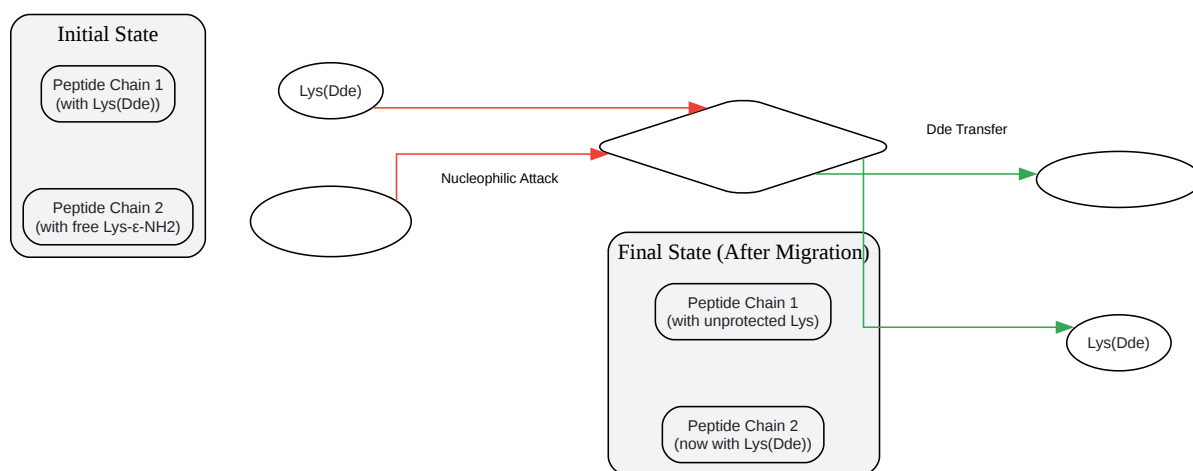 Initial State
Peptide Chain 1
(with Lys(Dde))
Peptide Chain 2
(with free Lys-ε-NH2)
Lys(Dde)
Nucleophilic Attack
Dde Transfer
Final State (After Migration)
Peptide Chain 1
(with unprotected Lys)
Peptide Chain 2
(now with Lys(Dde))
Lys(Dde)